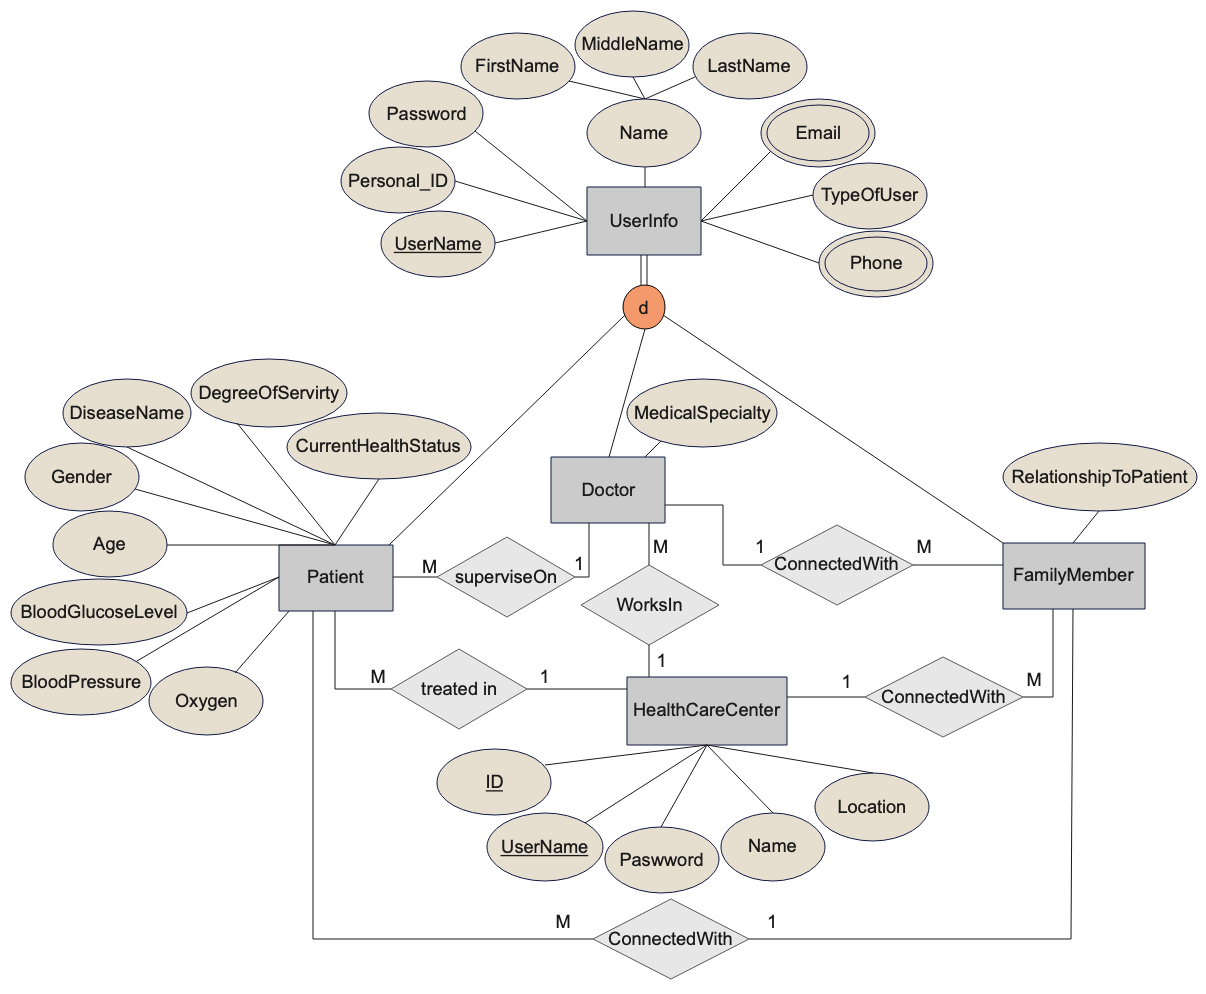 MiddleName
FirstName
LastName
Password
Name
Email
Personal_ID
TypeOfUser
UserName
UserInfo
Phone
d
DegreeOfServirty
DiseaseName
MedicalSpecialty
CurrentHealthStatus
Gender
RelationshipToPatient
Doctor
Age
M
1
ConnectedWith
M
Patient
M
superviseOn
1
FamilyMember
BloodGlucoseLevel
WorksIn
1
BloodPressure
M
treated in
1
1
ConnectedWith
M
Oxygen
HealthCareCenter
ID
Location
UserName
Paswword
Name
M
ConnectedWith
1